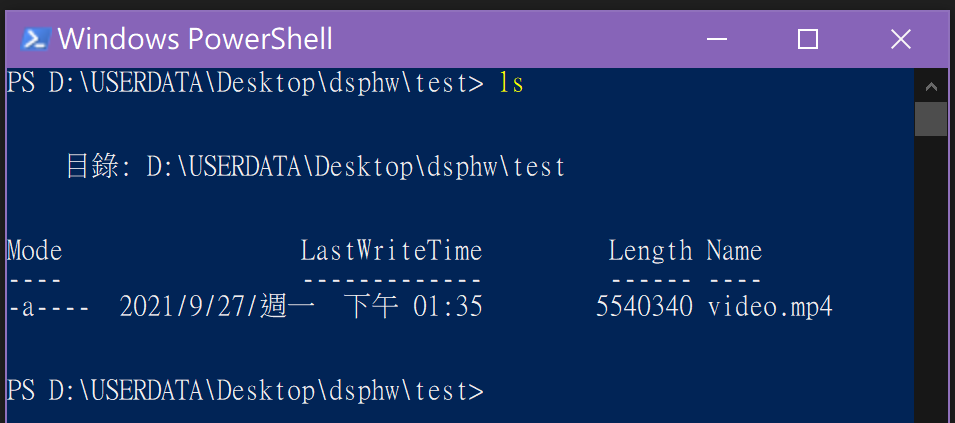 Windows PowerShell
PS D:\USERDATA\Desktop\dsphw\test> ls
目錄: D:\USERDATA\Desktop\dsphw\test
Mode LastWriteTime Length Name
---- ------------- ------ ----
-a---- 2021/9/27/週一 下午 01:35 5540340 video.mp4
PS D:\USERDATA\Desktop\dsphw\test>